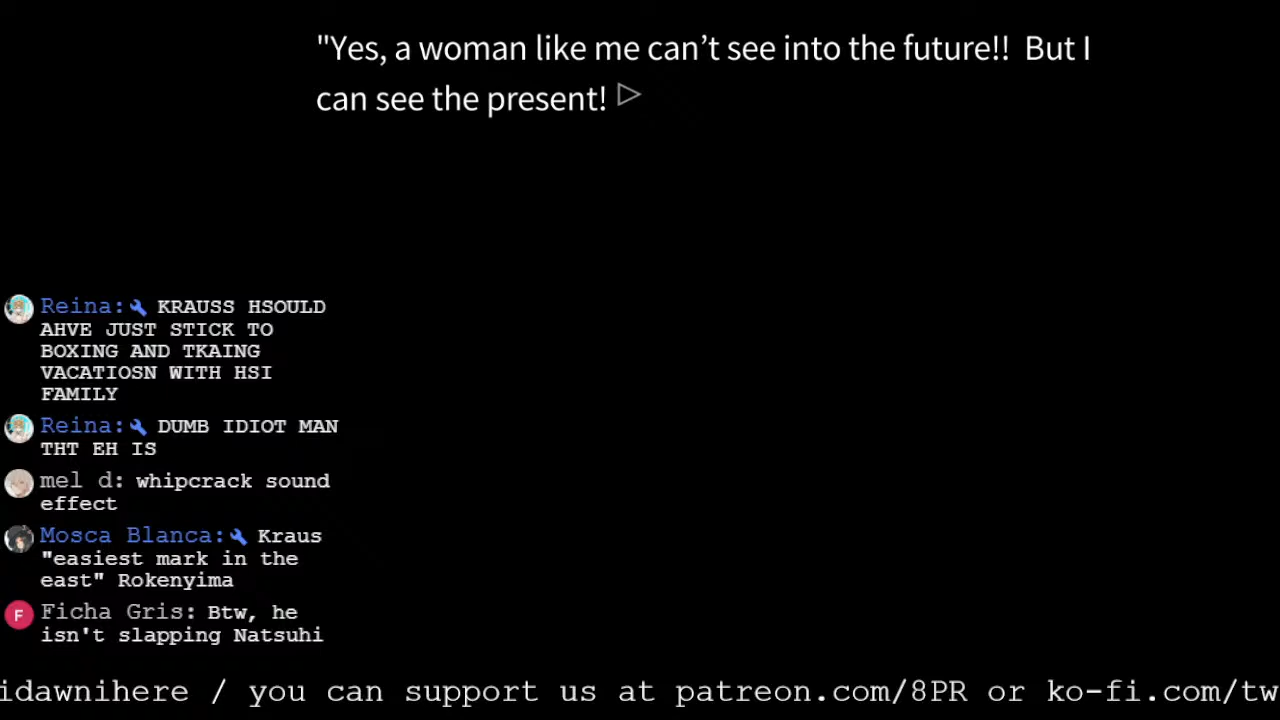 "Yes, a woman like me can’t see into the future!!  But I
can see the present!
Reina: KRAUSS HSOULD
AHVE JUST STICK TO
BOXING AND TKAING
VACATIOSN WITH HSI
FAMILY
Reina: DUMB IDIOT MAN
THT EH IS
mel d: whipcrack sound
effect
Mosca Blanca: Kraus
"easiest mark in the
east" Rokenyima
F Ficha Gris: Btw, he
isn't slapping Natsuhi
idawnihere / you can support us at patreon.com/8PR or ko-fi.com/tw